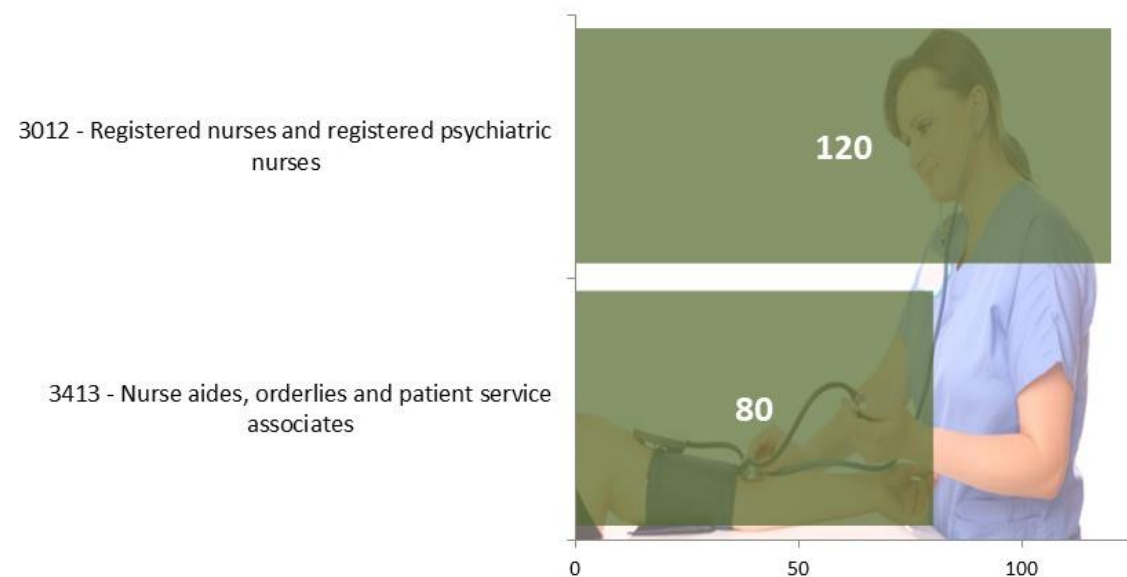 3012 - Registered nurses and registered psychiatric
nurses
120
3413 - Nurse aides, orderlies and patient service
associates
80
0 50 100